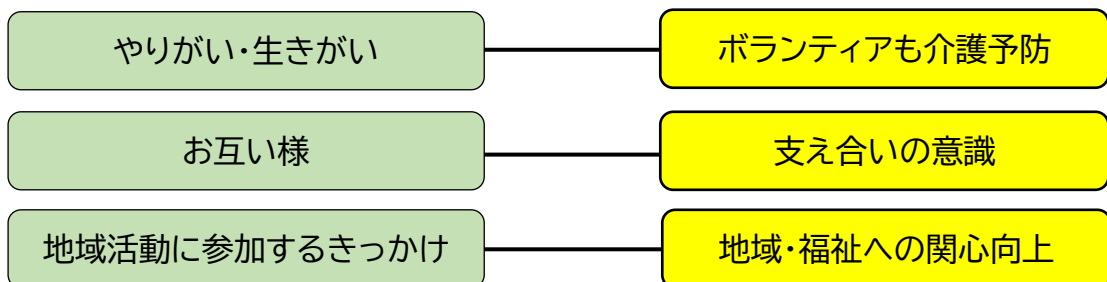 やりがい・生きがい
ボランティアも介護予防
お互い様
支え合いの意識
地域活動に参加するきっかけ
地域・福祉への関心向上